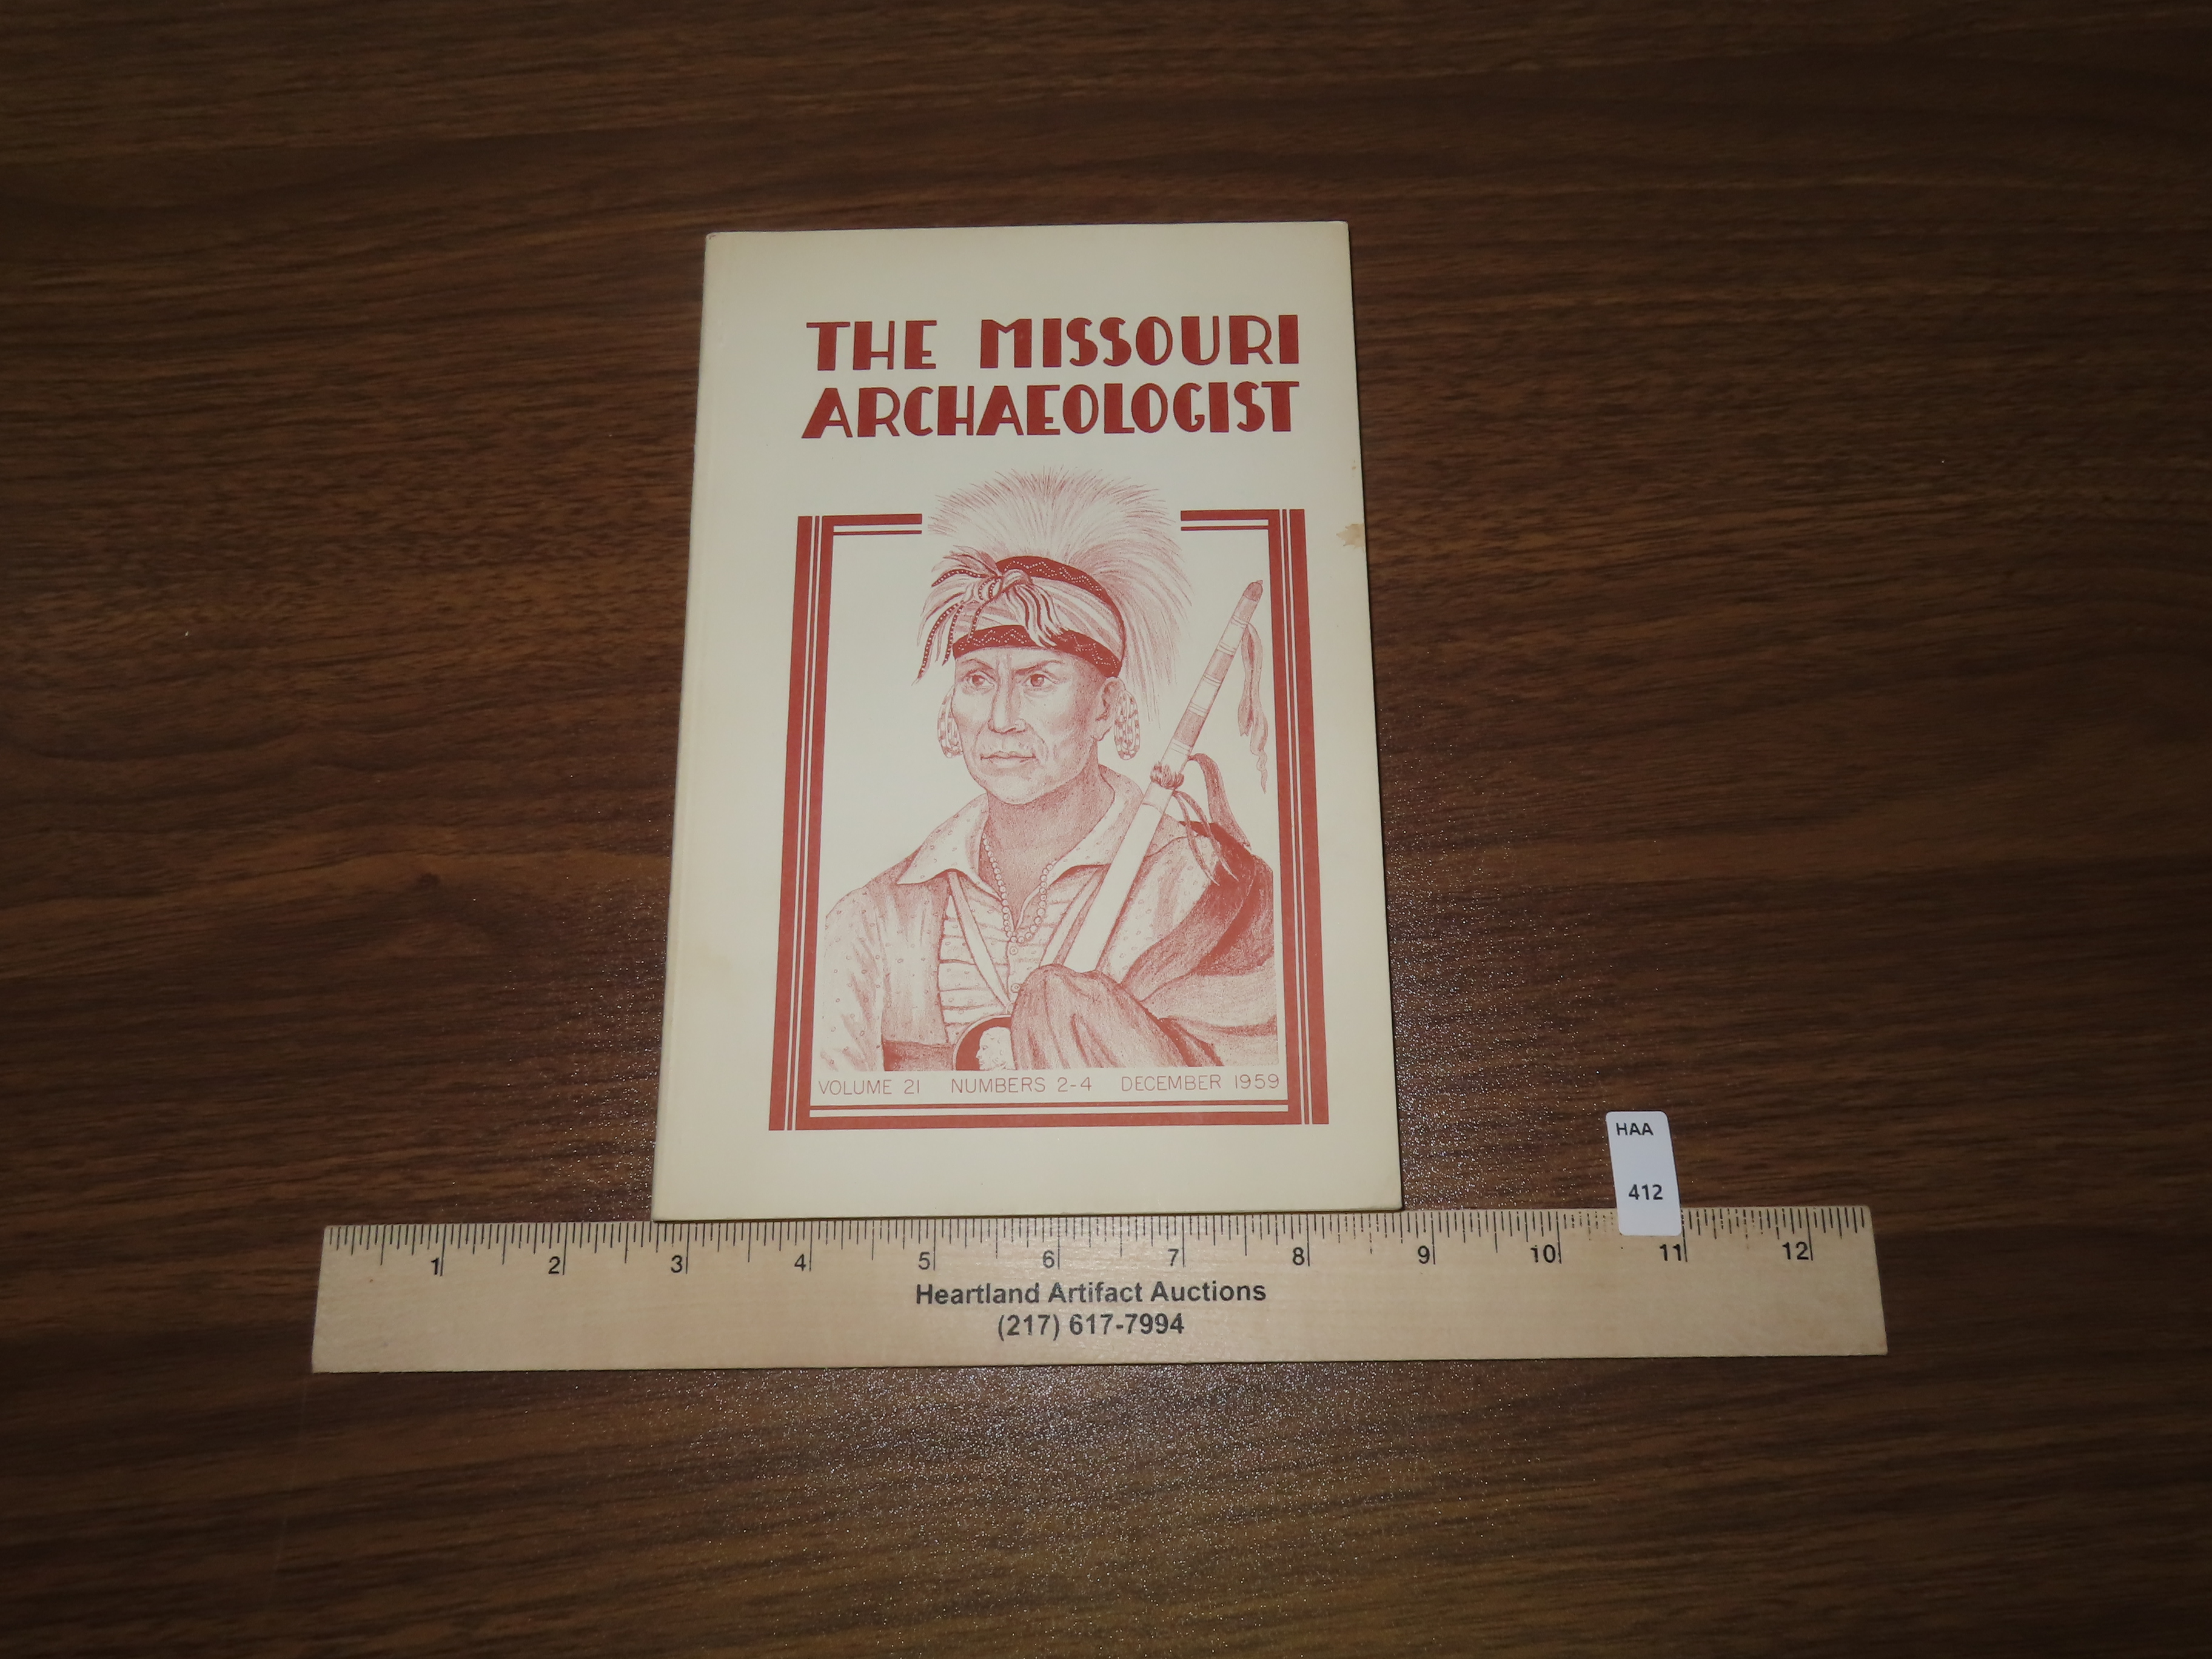 THE MISSOURI
ARCHAEOLOGIST
VOLUME 21 NUMBERS 2-4 DECEMBER 1959
HAA
412
1 2 3 4 5 6 7 8 9 10 11 12
Heartland Artifact Auctions
(217) 617-7994